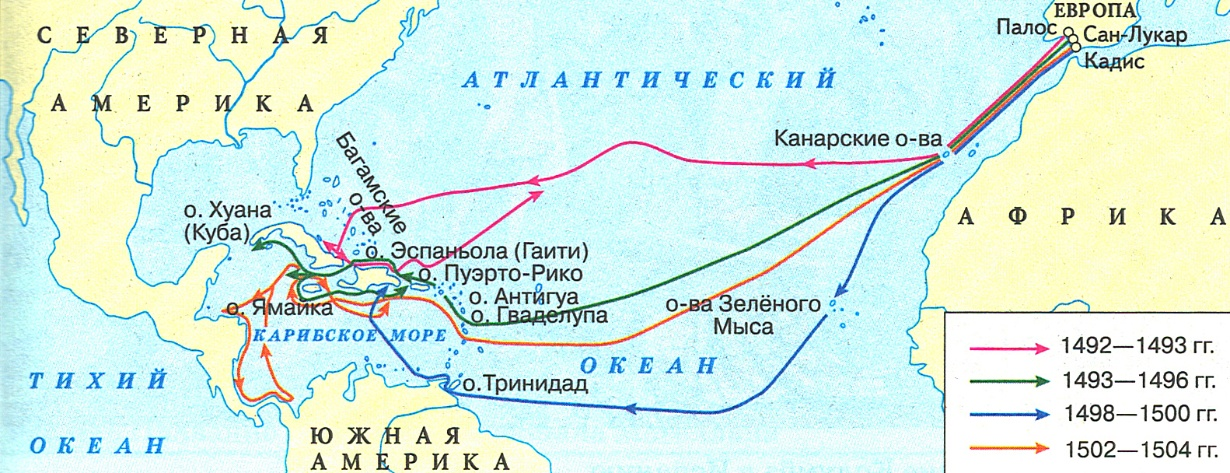 СЕВЕРНАЯ
АМЕРИКА
АТЛАНТИЧЕСКИЙ
ЕВРОПА
Палос
Сан-Лукар
Кадис
Канарские о-ва
Багамские
о-ва
о. Хуана
(Куба)
АФРИКА
о. Эспаньола (Гаити)
о. Пуэрто-Рико
о. Антигуа
о. Гваделупа
о. Ямайка
КАРИБСКОЕ МОРЕ
о-ва Зелёного
Мыса
ОКЕАН
о.Тринидад
ТИХИЙ
ОКЕАН
ЮЖНАЯ
АМЕРИКА
1492—1493 гг.
1493—1496 гг.
1498—1500 гг.
1502—1504 гг.